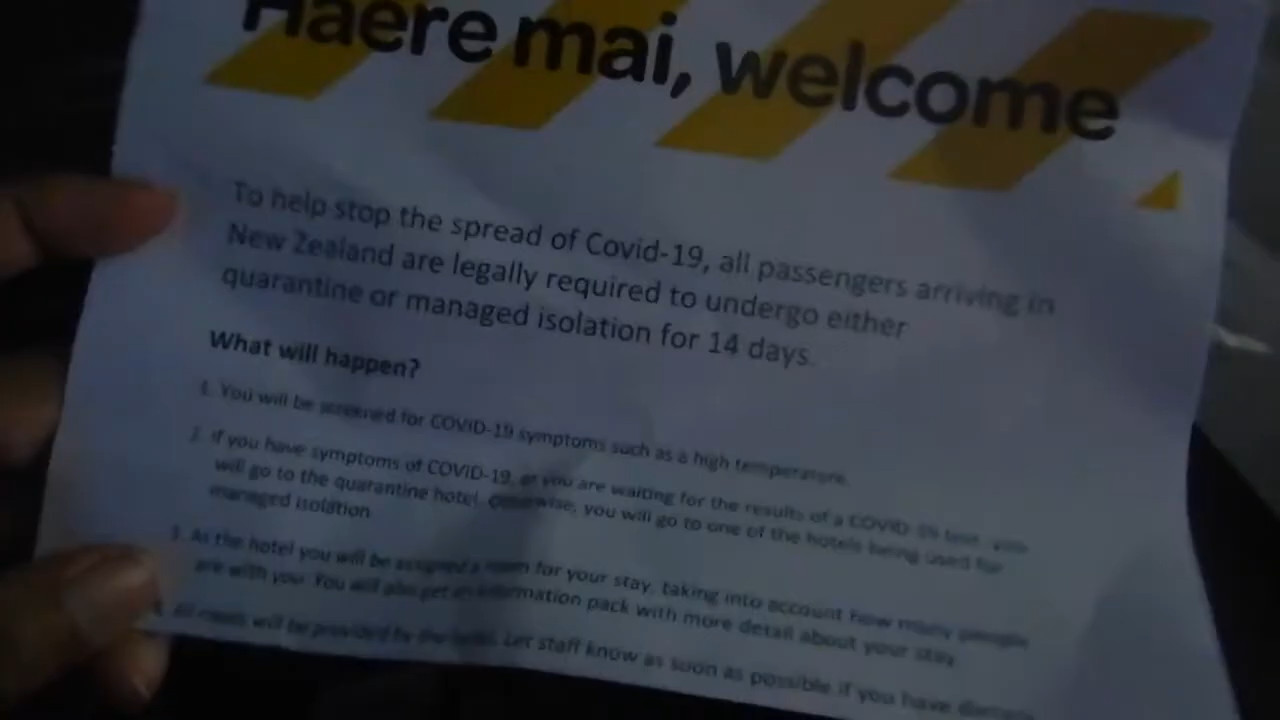 Haere mai, welcome
To help stop the spread of Covid-19, all passengers arriving in
New Zealand are legally required to undergo either
quarantine or managed isolation for 14 days.
What will happen?
1. You will be screened for COVID-19 symptoms such as a high temperature.
2. If you have symptoms of COVID-19, or you are waiting for the results of a COVID-19 test, you
will go to the quarantine hotel, otherwise, you will go to one of the hotels being used for
managed isolation
3. At the hotel you will be assigned a room for your stay, taking into account how many people
are with you. You will also get an information pack with more detail about your stay
4. All meals will be provided by the hotel. Let staff know as soon as possible if you have dietary